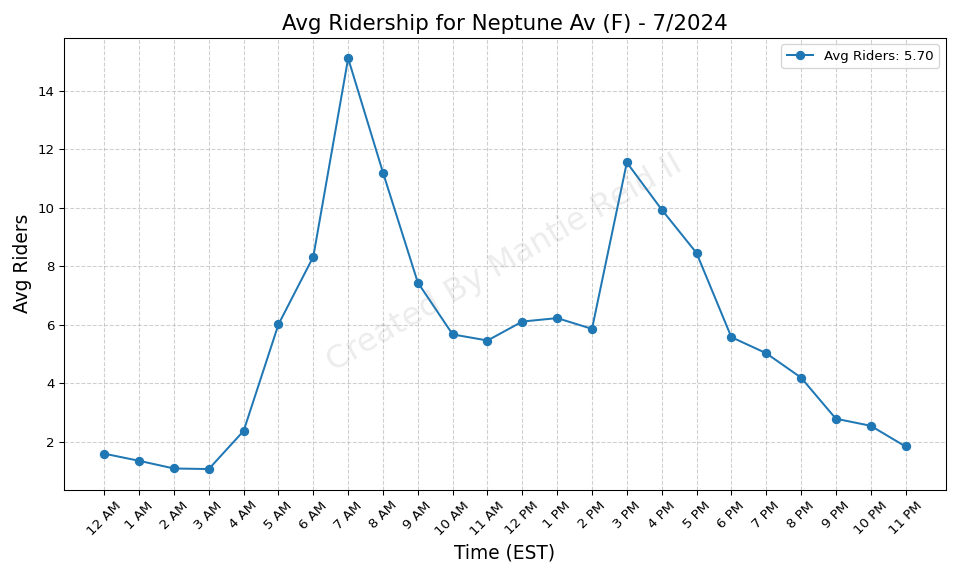 Avg Ridership for Neptune Av (F) - 7/2024
Avg Riders: 5.70
Avg Riders
14
12
10
8
6
4
2
Created By Mantle Reid II
12 AM
1 AM
2 AM
3 AM
4 AM
5 AM
6 AM
7 AM
8 AM
9 AM
10 AM
11 AM
12 PM
1 PM
2 PM
3 PM
4 PM
5 PM
6 PM
7 PM
8 PM
9 PM
10 PM
11 PM
Time (EST)